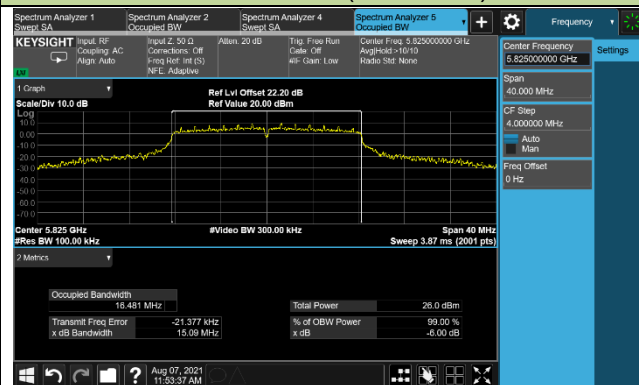 Spectrum Analyzer 1
Swept SA
Spectrum Analyzer 2
Occupied BW
Spectrum Analyzer 4
Swept SA
Spectrum Analyzer 5
Occupied BW
Frequency
KEYSIGHT
Input: RF
Coupling: AC
Align: Auto
Input Z: 50 Ω
Corrections: Off
Freq Ref: Int (S)
NFE: Adaptive
Atten: 20 dB
Trig: Free Run
Gate: Off
#IF Gain: Low
Center Freq: 5.825000000 GHz
Avg|Hold:>10/10
Radio Std: None
Center Frequency
5.825000000 GHz
Settings
Span
40.000 MHz
CF Step
4.000000 MHz
Auto
Man
Freq Offset
0 Hz
LXI
1 Graph
Scale/Div 10.0 dB
Ref Lvl Offset 22.20 dB
Ref Value 20.00 dBm
Log
10.0
0.00
-10.0
-20.0
-30.0
-40.0
-50.0
-60.0
-70.0
Center 5.825 GHz
#Res BW 100.00 kHz
#Video BW 300.00 kHz
Span 40 MHz
Sweep 3.87 ms (2001 pts)
2 Metrics
Occupied Bandwidth
16.481 MHz
Total Power
26.0 dBm
Transmit Freq Error
-21.377 kHz
% of OBW Power
99.00 %
x dB Bandwidth
15.09 MHz
x dB
-6.00 dB
?
Aug 07, 2021
11:53:37 AM